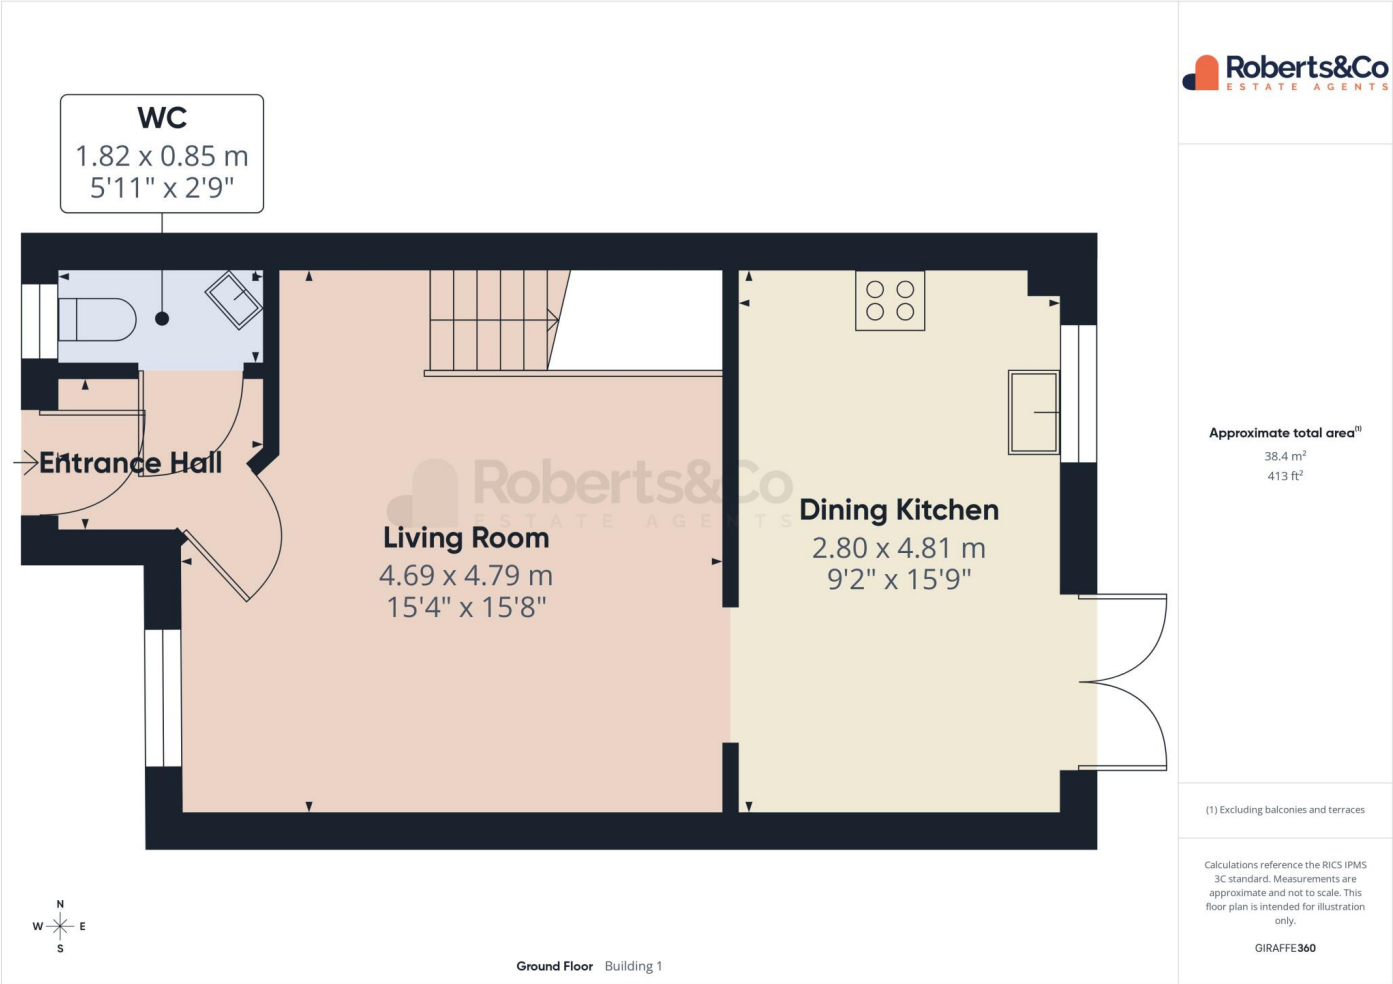 WC
1.82 x 0.85 m
5'11" x 2'9"
Entrance Hall
Roberts&Co
ESTATE AGENTS
Living Room
4.69 x 4.79 m
15'4" x 15'8"
Dining Kitchen
2.80 x 4.81 m
9'2" x 15'9"
N
W E
S
Ground Floor Building 1
Roberts&Co
ESTATE AGENTS
Approximate total area(1)
38.4 m²
413 ft²
(1) Excluding balconies and terraces
Calculations reference the RICS IPMS
3C standard. Measurements are
approximate and not to scale. This
floor plan is intended for illustration
only.
GIRAFFE360